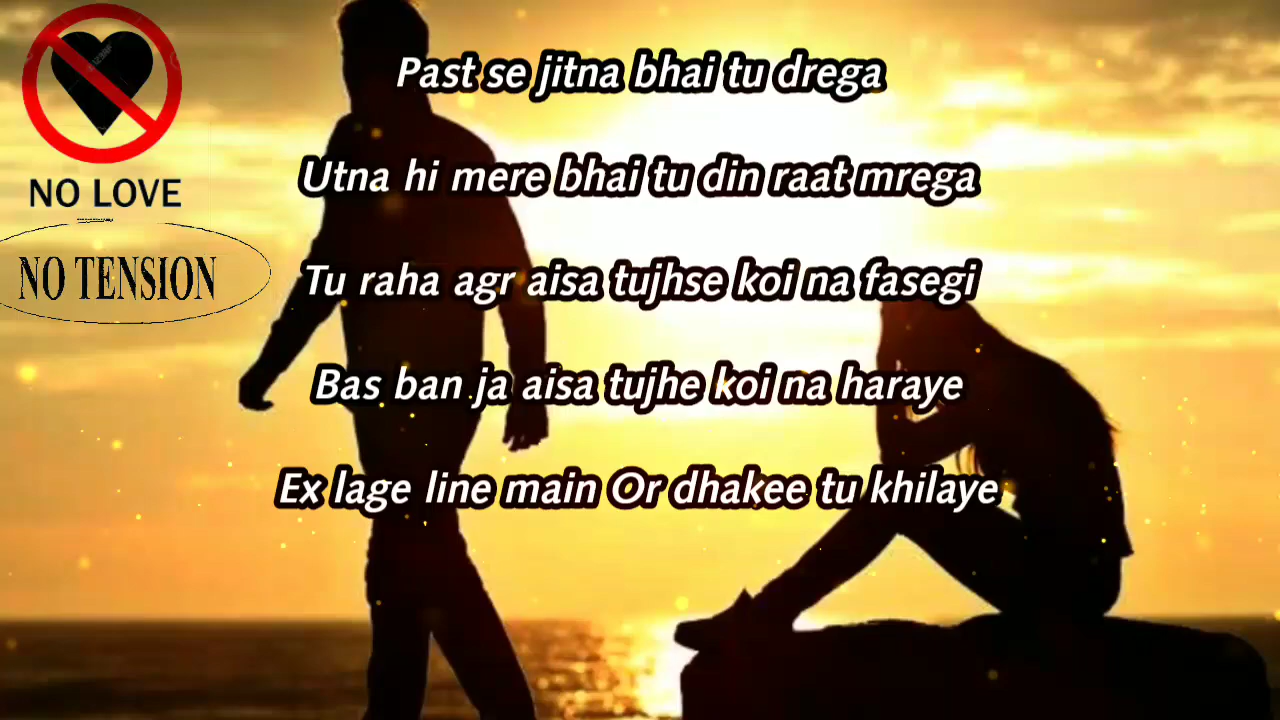 NO LOVE
NO TENSION
Past se jitna bhai tu drega
Utna hi mere bhai tu din raat mrega
Tu raha agr aisa tujhse koi na fasegi
Bas ban ja aisa tujhe koi na haraye
Ex lage line main Or dhakee tu khilaye